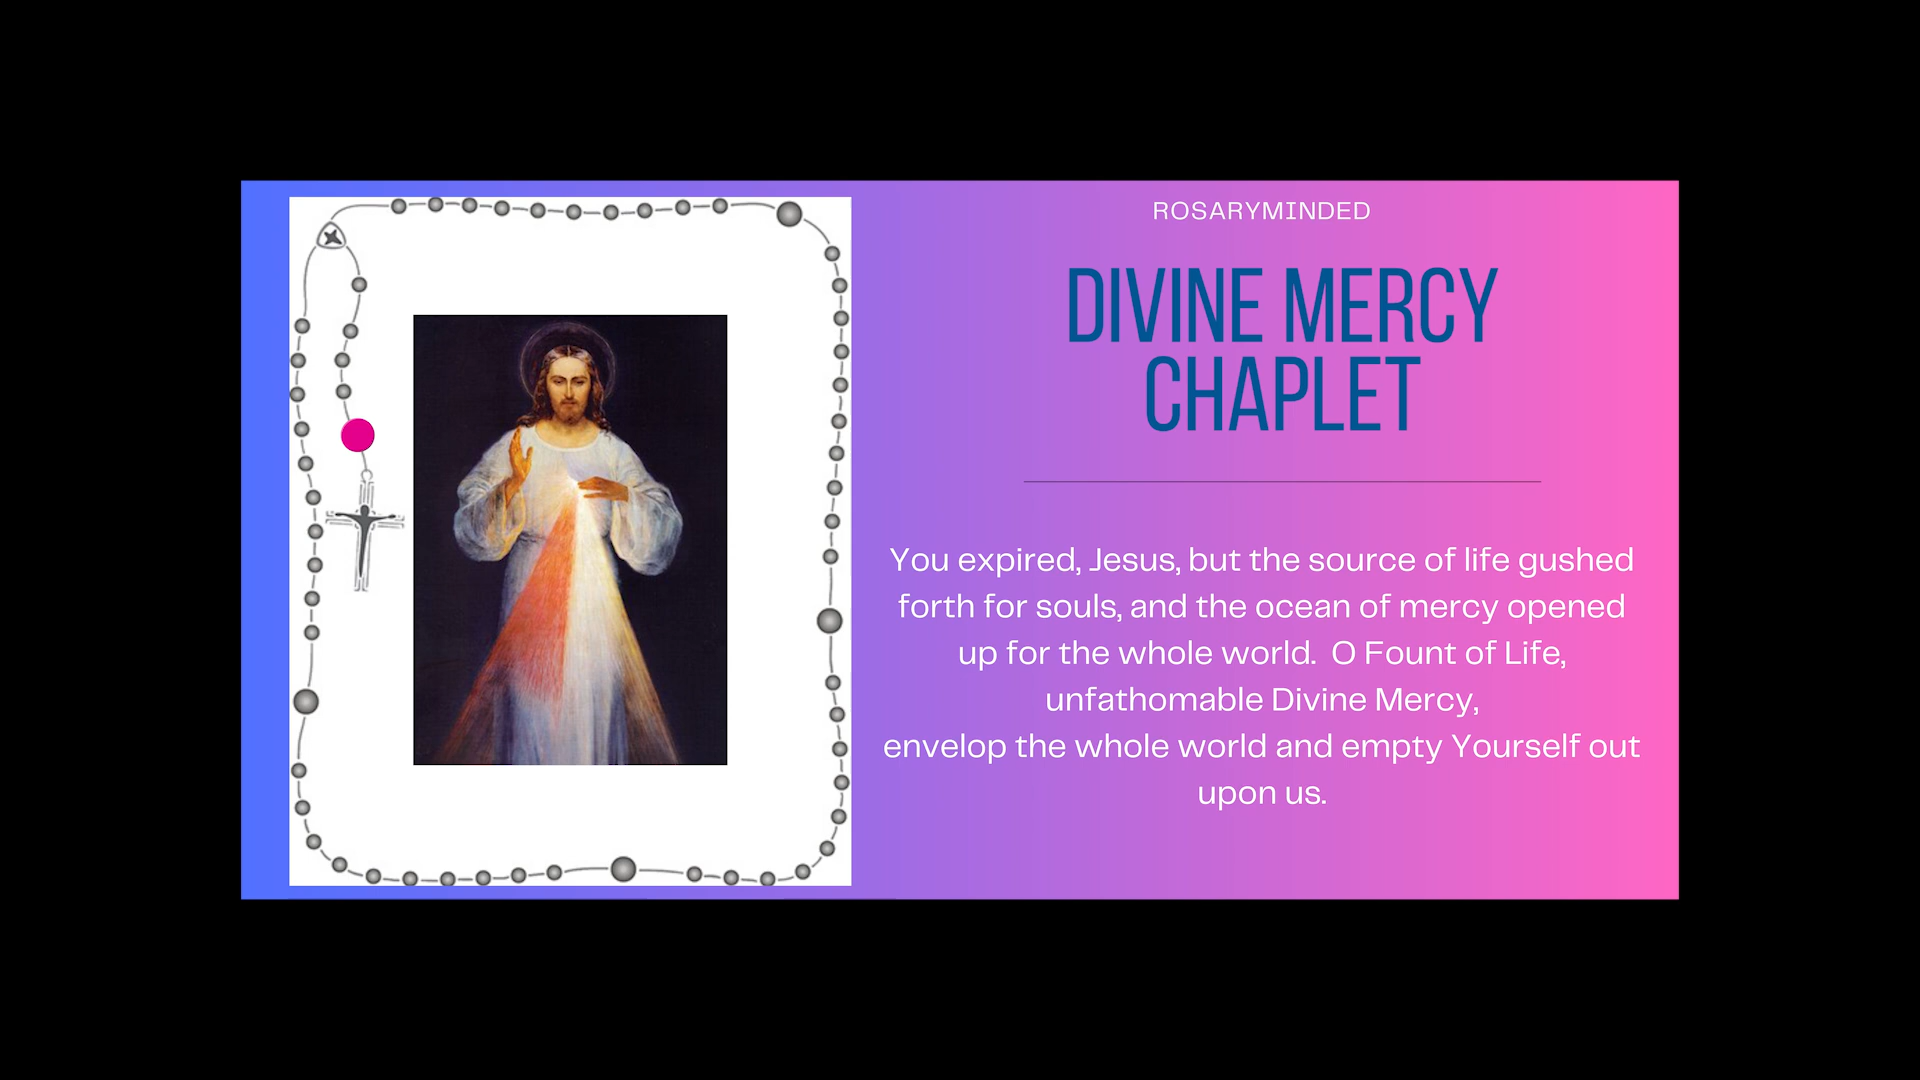 ROSARYMINDED
DIVINE MERCY
CHAPLET
You expired, Jesus, but the source of life gushed
forth for souls, and the ocean of mercy opened
up for the whole world.  O Fount of Life,
unfathomable Divine Mercy,
envelop the whole world and empty Yourself out
upon us.